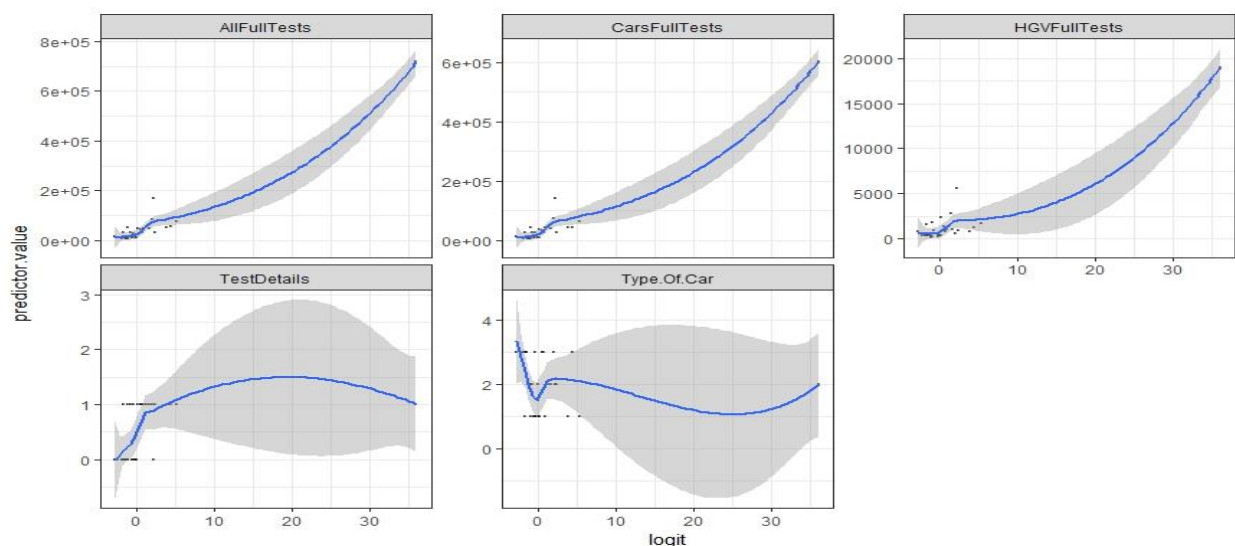 AllFullTests CarsFullTests HGVFullTests
8e+05
6e+05
4e+05
2e+05
0e+00
6e+05
4e+05
2e+05
0e+00
20000
15000
10000
5000
0
0 10 20 30
predictor.value
TestDetails Type.Of.Car
3
2
1
0
4
2
0
0 10 20 30
0 10 20 30
logit